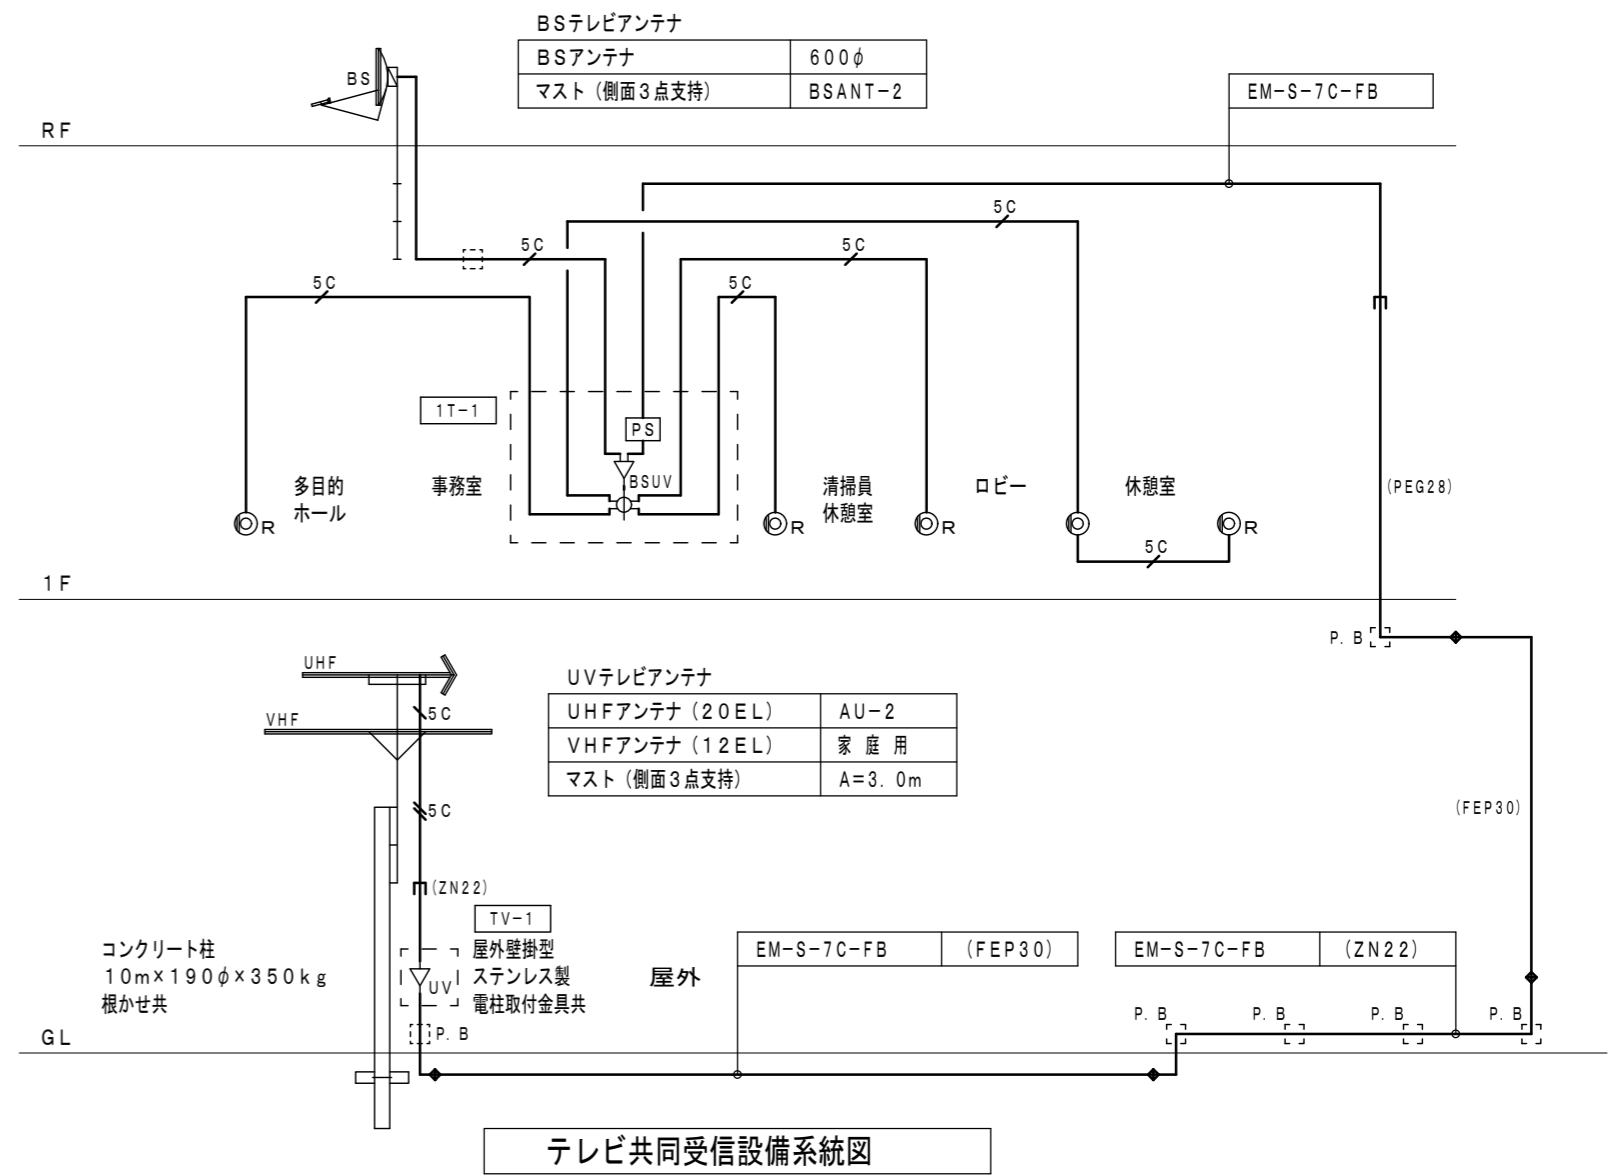 BSテレビアンテナ
BSアンテナ 600φ
マスト（側面3点支持） BSANT-2
BS
EM-S-7C-FB
RF
5C
5C
5C
5C
5C
1T-1
PS
BSUV
多目的
ホール
事務室
清掃員
休憩室
ロビー
休憩室
(PEG28)
R
R
R
R
5C
1F
P.B
UHF
VHF
5C
5C
UVテレビアンテナ
UHFアンテナ（20EL） AU-2
VHFアンテナ（12EL） 家庭用
マスト（側面3点支持） A=3.0m
(FEP30)
(ZN22)
TV-1
コンクリート柱
10m×190φ×350kg
根かせ共
屋外壁掛型
ステンレス製
電柱取付金具共
UV
屋外
EM-S-7C-FB (FEP30)
EM-S-7C-FB (ZN22)
P.B
P.B
P.B
P.B
P.B
GL
テレビ共同受信設備系統図